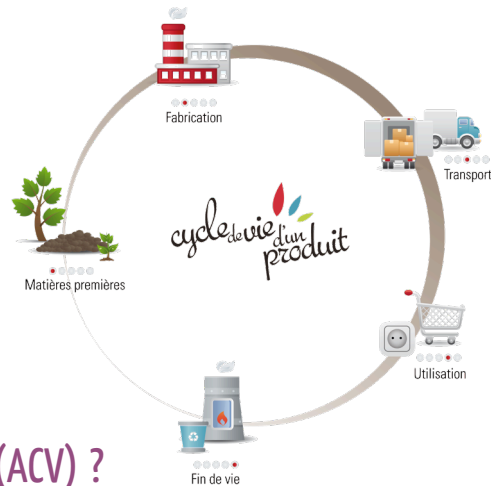 Fabrication
Transport
cycle de vie d'un
produit
Matières premières
Utilisation
Fin de vie
(ACV) ?